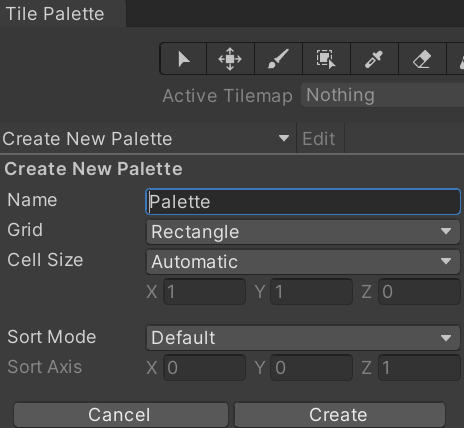 Tile Palette
Active Tilemap Nothing
Create New Palette Edit
Create New Palette
Name Palette
Grid Rectangle
Cell Size Automatic
X 1 Y 1 Z 0
Sort Mode Default
Sort Axis X 0 Y 0 Z 1
Cancel Create